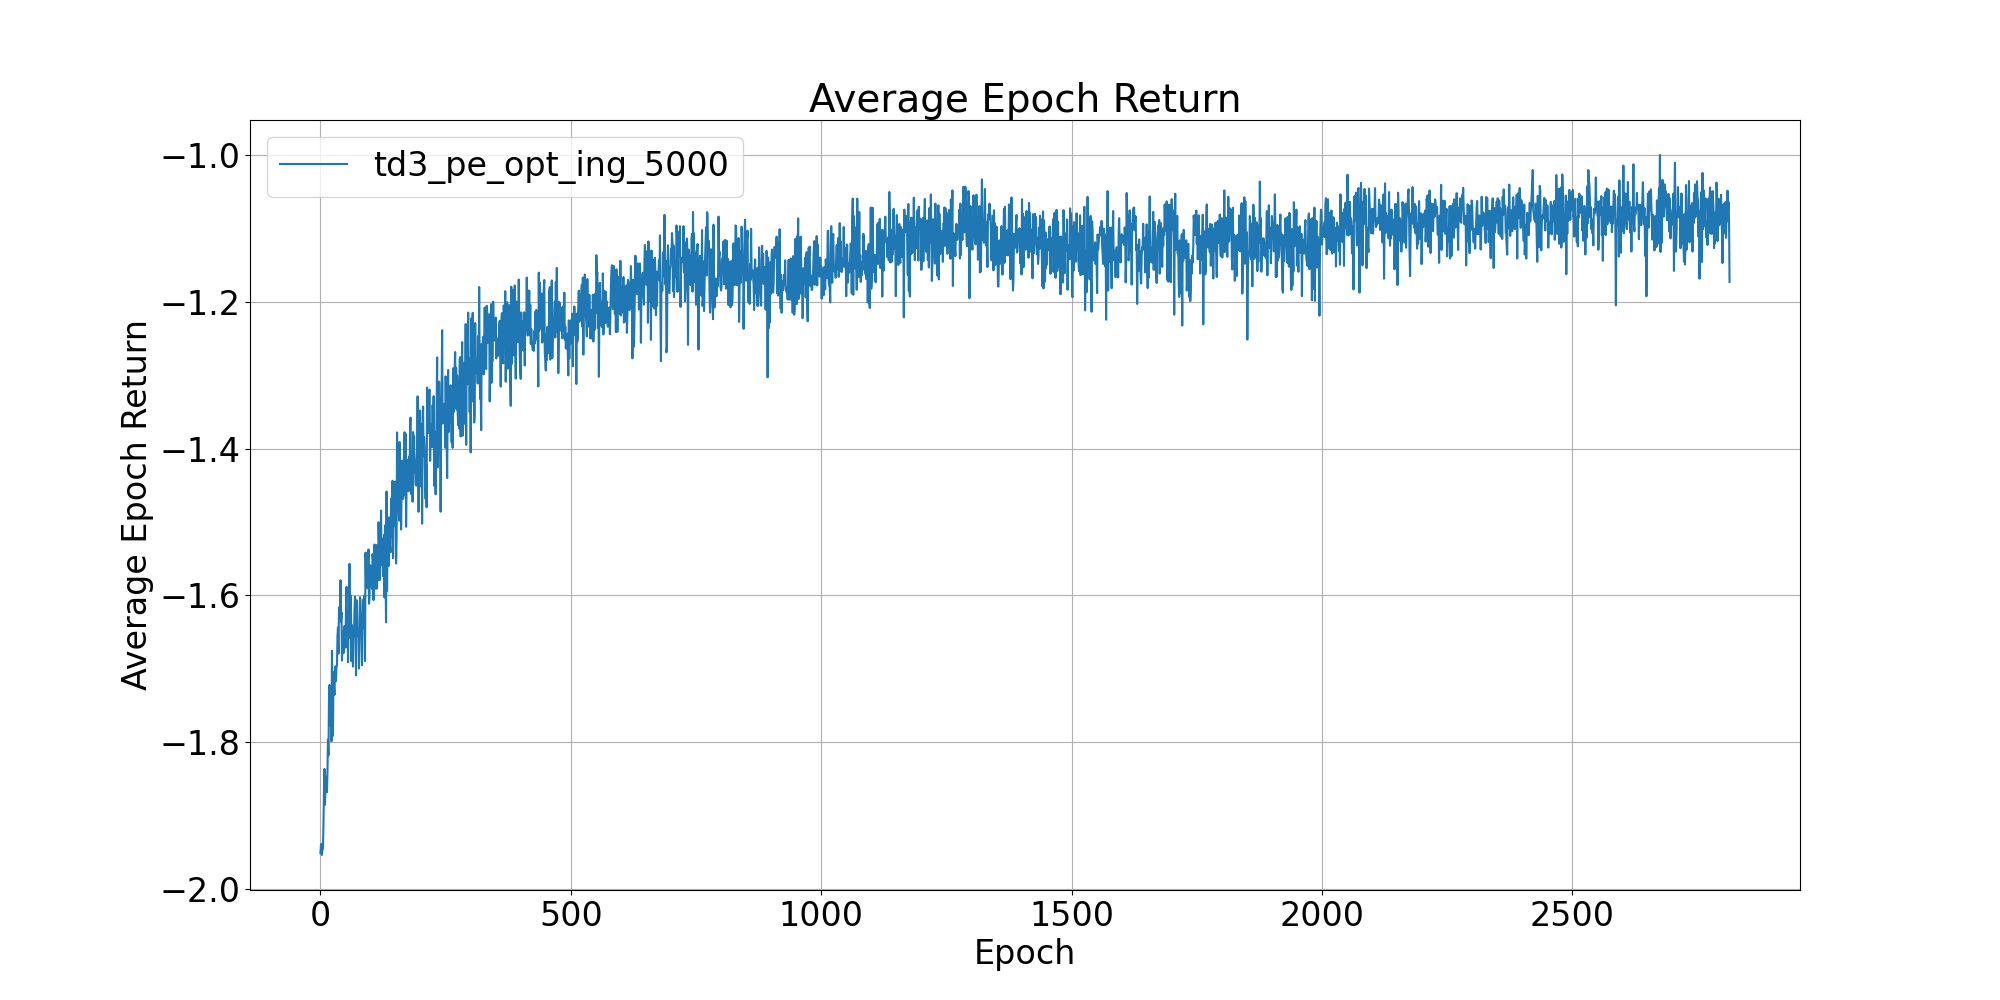 Average Epoch Return
td3_pe_opt_ing_5000
Average Epoch Return
−1.0
−1.2
−1.4
−1.6
−1.8
−2.0
0 500 1000 1500 2000 2500
Epoch